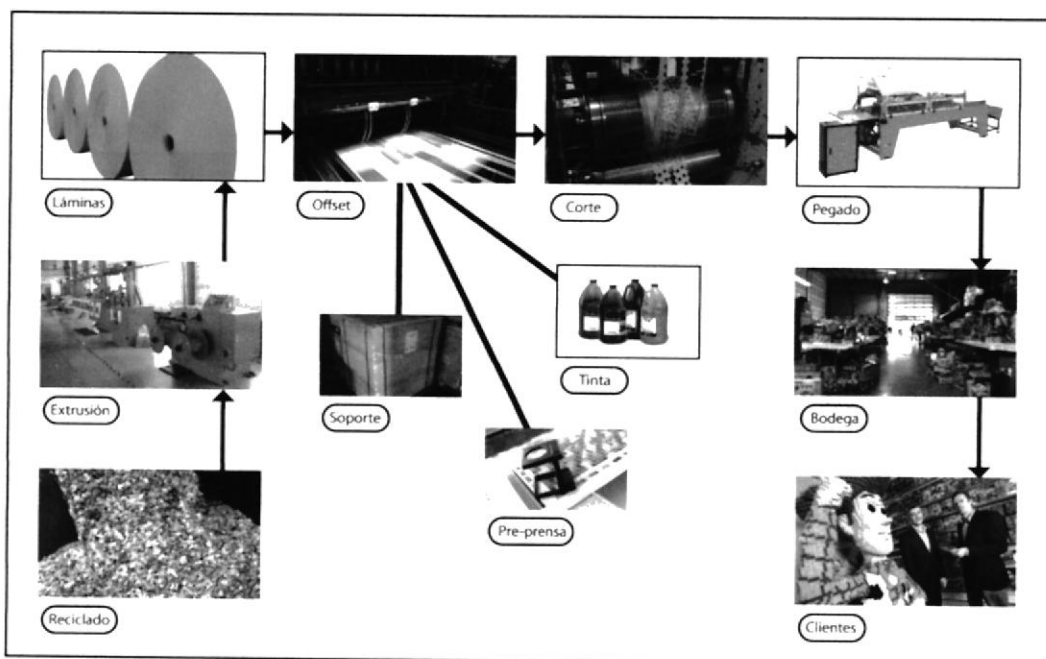 Láminas
Offset
Corte
Pegado
Extrusión
Soporte
Tinta
Bodega
Reciclado
Pre-prensa
Clientes